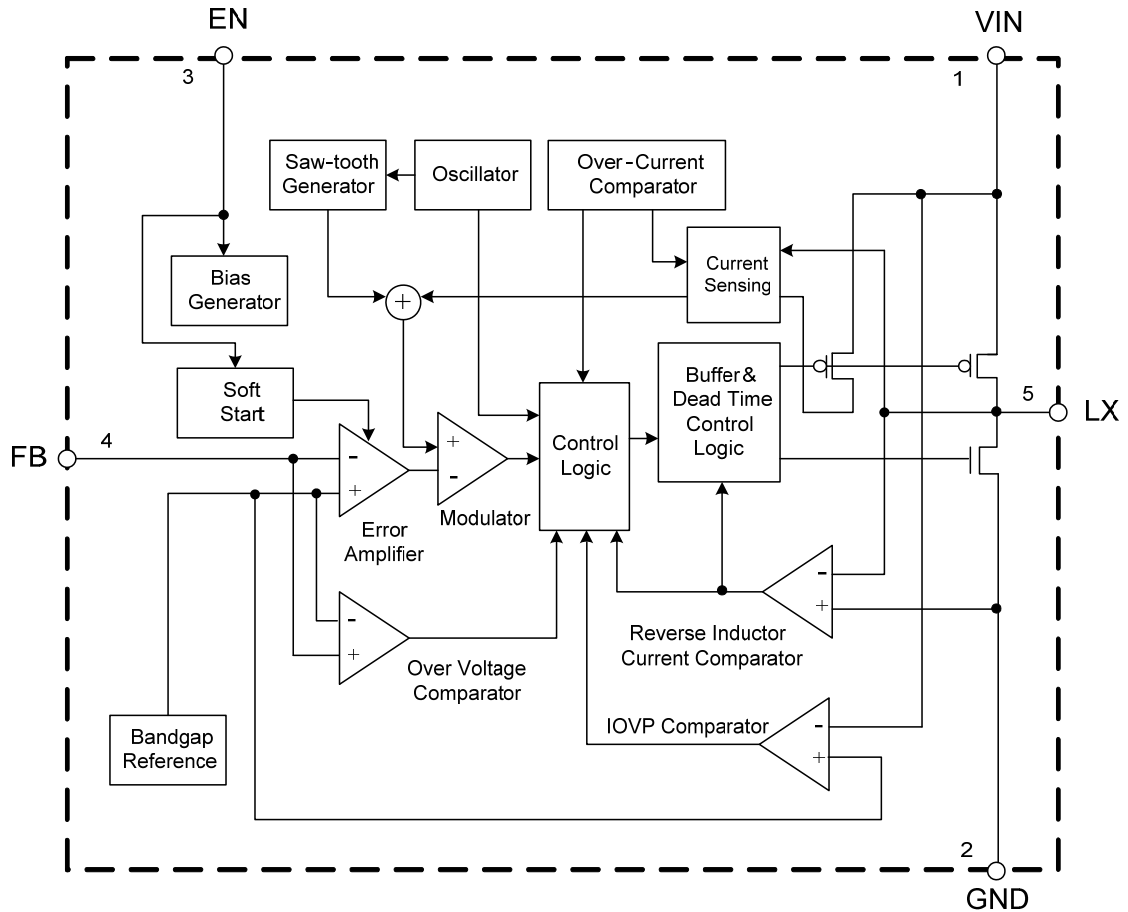 EN
VIN
3
1
Saw-tooth
Generator
Oscillator
Over-Current
Comparator
Current
Sensing
Bias
Generator
+
Soft
Start
Buffer &
Dead Time
Control
Logic
5
LX
FB
4
-
+
Error
Amplifier
+
-
Modulator
Control
Logic
-
+
Reverse Inductor
Current Comparator
-
+
Over Voltage
Comparator
IOVP Comparator
-
+
Bandgap
Reference
2
GND